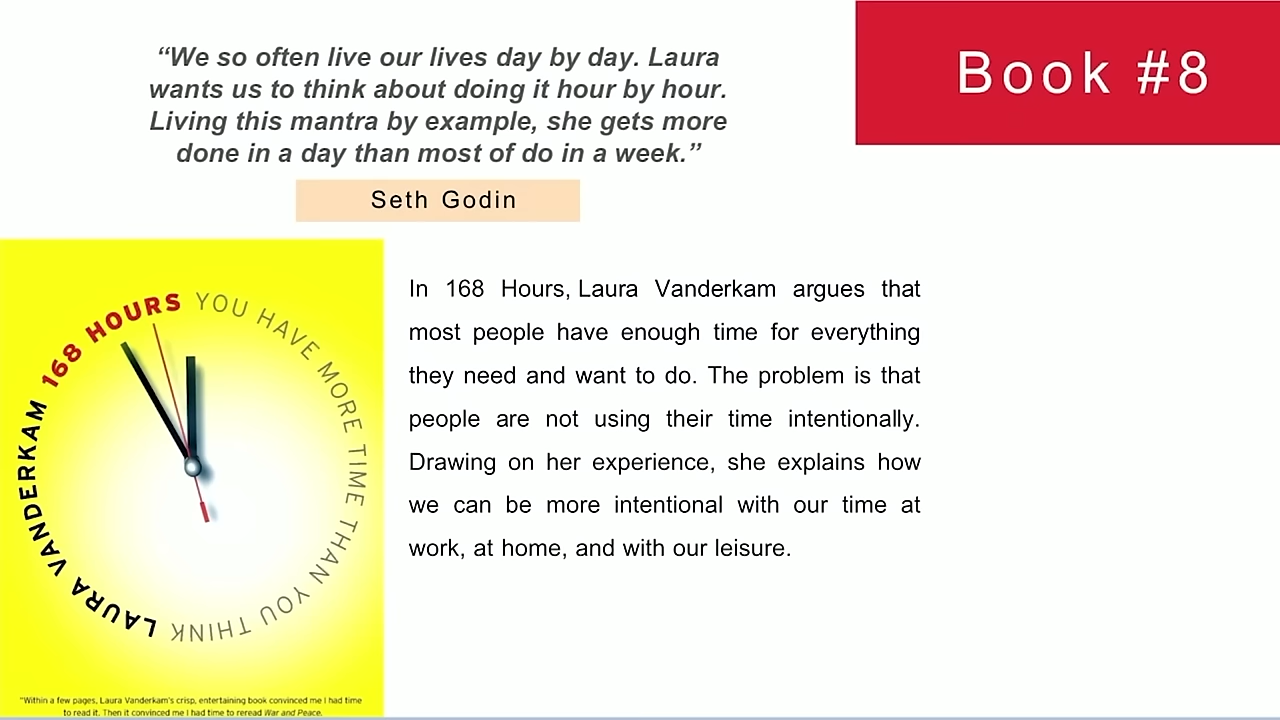 “We so often live our lives day by day. Laura
wants us to think about doing it hour by hour.
Living this mantra by example, she gets more
done in a day than most of do in a week.”
Seth Godin
Book #8
LAURA VANDERKAM 168 HOURS YOU HAVE MORE TIME THAN YOU THINK
"Within a few pages, Laura Vanderkam's crisp, entertaining book convinced me I had time
to read it. Then it convinced me I had time to reread War and Peace.
In 168 Hours, Laura Vanderkam argues that
most people have enough time for everything
they need and want to do. The problem is that
people are not using their time intentionally.
Drawing on her experience, she explains how
we can be more intentional with our time at
work, at home, and with our leisure.